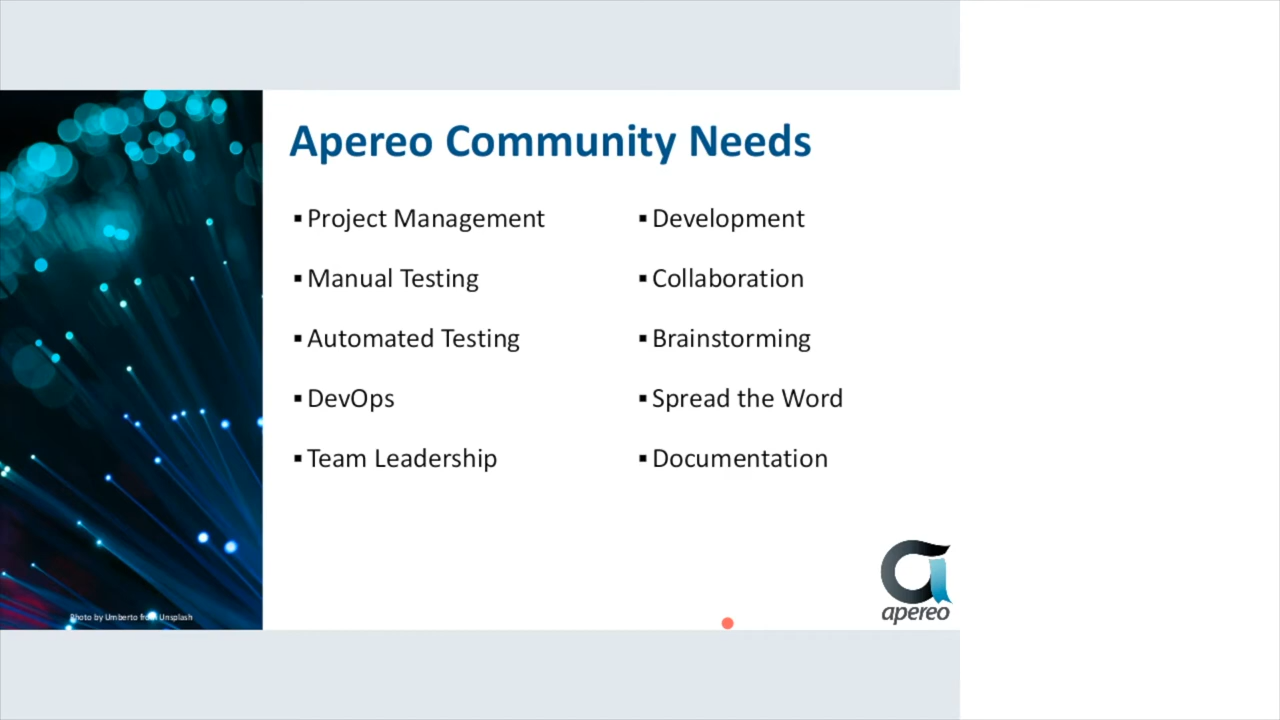 Apereo Community Needs
▪ Project Management
▪ Manual Testing
▪ Automated Testing
▪ DevOps
▪ Team Leadership
▪ Development
▪ Collaboration
▪ Brainstorming
▪ Spread the Word
▪ Documentation
apereo
Photo by Umberto from Unsplash